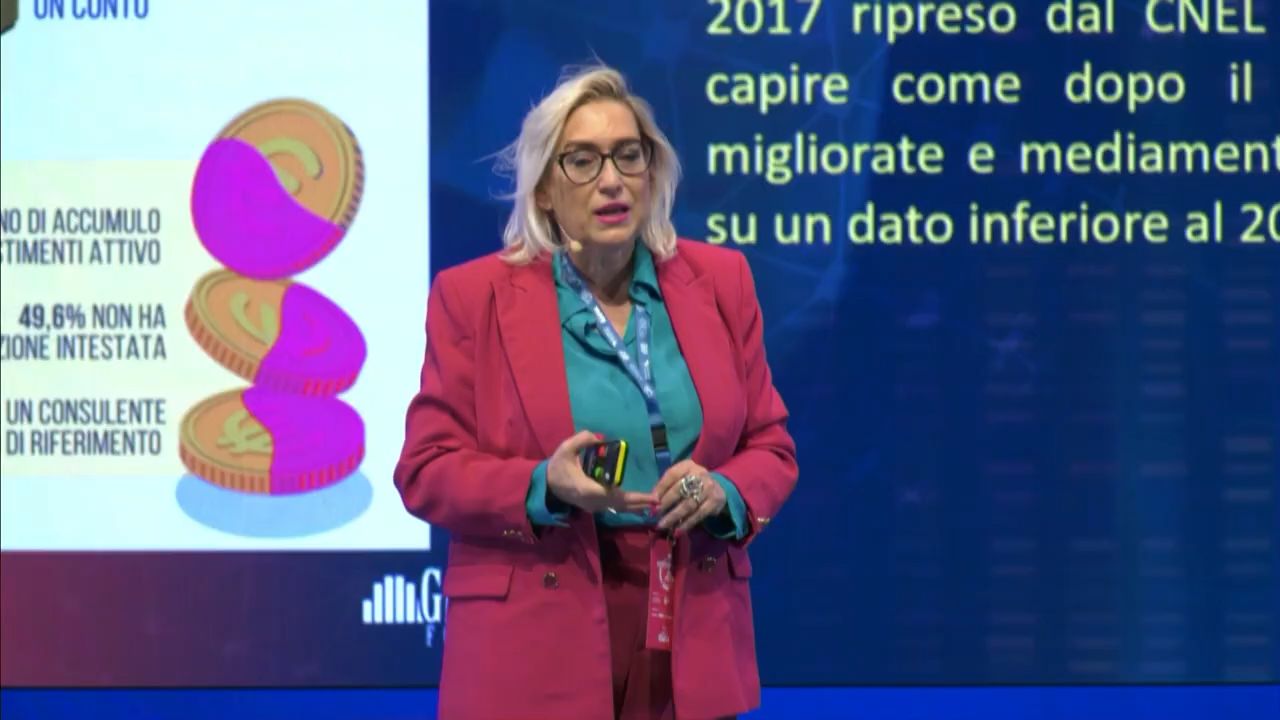 UN CONTO
NO DI ACCUMULO
STIMENTI ATTIVO
49,6% NON HA
ZIONE INTESTATA
UN CONSULENTE
DI RIFERIMENTO
2017 ripreso dal CNEL
capire come dopo il
migliorate e mediament
su un dato inferiore al 20
G
F